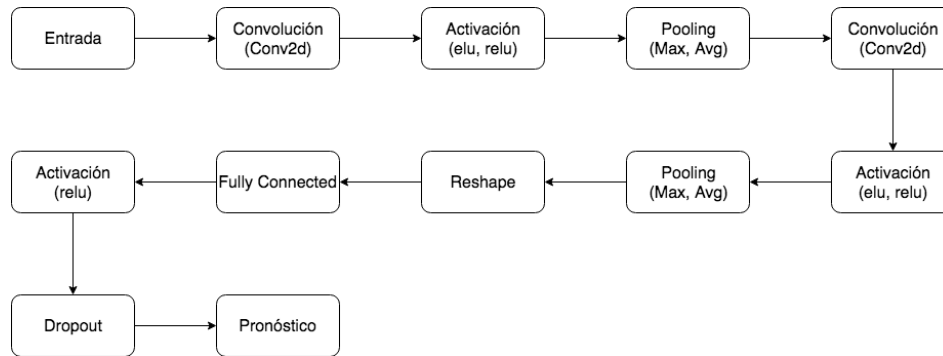 Entrada
Convolución
(Conv2d)
Activación
(elu, relu)
Pooling
(Max, Avg)
Convolución
(Conv2d)
Activación
(elu, relu)
Pooling
(Max, Avg)
Reshape
Fully Connected
Activación
(relu)
Dropout
Pronóstico